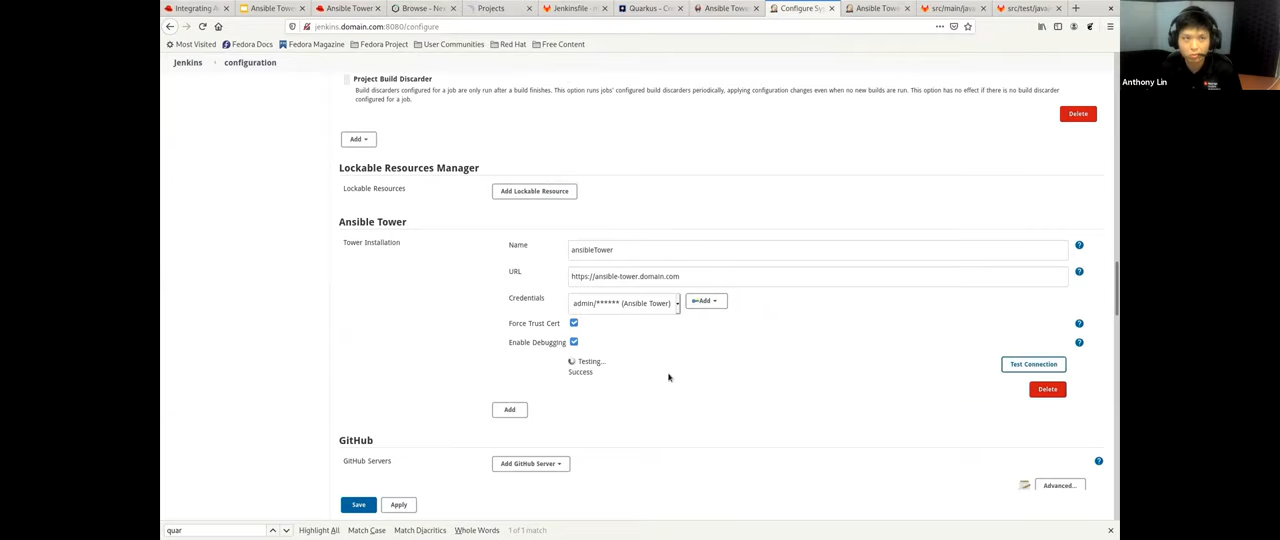 Integrating A
Ansible Tower
Ansible Tower
Browse - Ne
Projects
Jenkinsfile - m
Quarkus - Cr
Ansible Towe
Configure Sys
Ansible Towe
src/main/java
src/test/java
jenkins.domain.com:8080/configure
Most Visited
Fedora Docs
Fedora Magazine
Fedora Project
User Communities
Red Hat
Free Content
Anthony Lin
Jenkins
configuration
Project Build Discarder
Build discarders configured for a job are only run after a build finishes. This option runs jobs' configured build discarders periodically, applying configuration changes even when no new builds are run. This option has no effect if there is no build discarder
configured for a job.
Delete
Add
Lockable Resources Manager
Lockable Resources
Add Lockable Resource
Ansible Tower
Tower Installation
Name
ansibleTower
URL
https://ansible-tower.domain.com
Credentials
admin/****** (Ansible Tower)
Add
Force Trust Cert
Enable Debugging
Testing...
Success
Test Connection
Delete
Add
GitHub
GitHub Servers
Add GitHub Server
Advanced...
Save
Apply
quar
Highlight All
Match Case
Match Diacritics
Whole Words
1 of 1 match